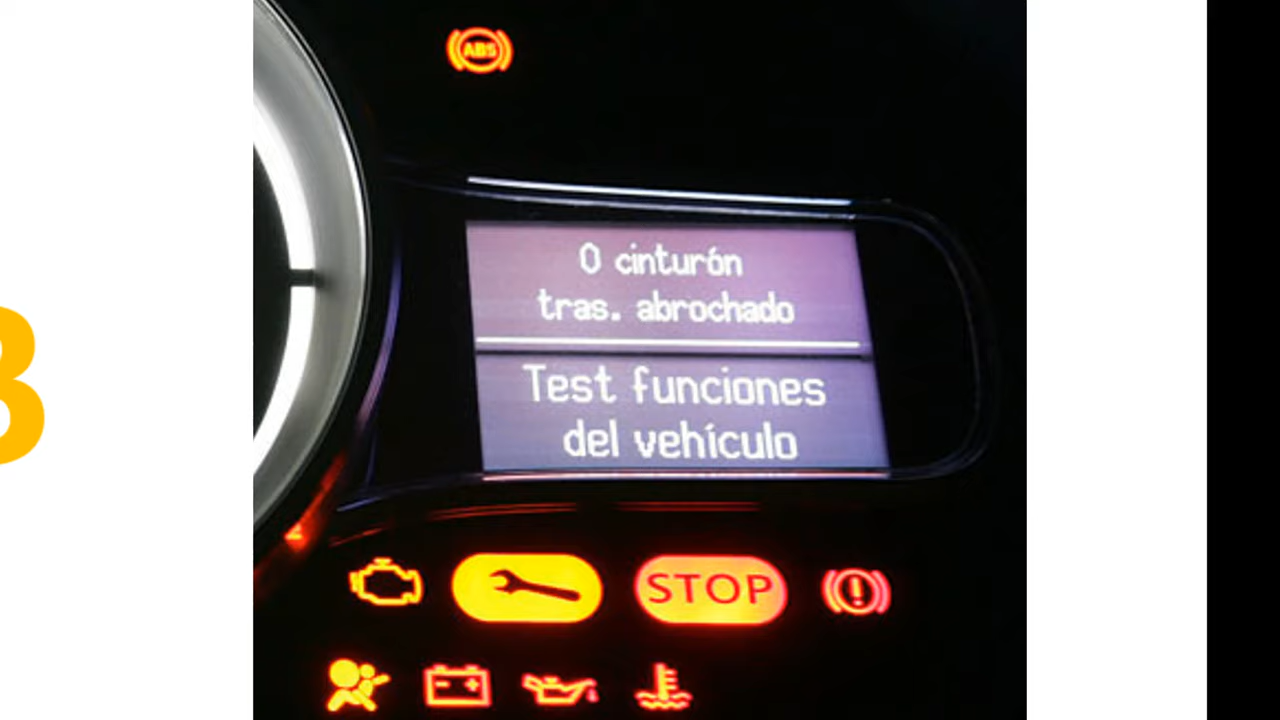 ABS
0 cinturón
tras. abrochado
Test funciones
del vehículo
STOP